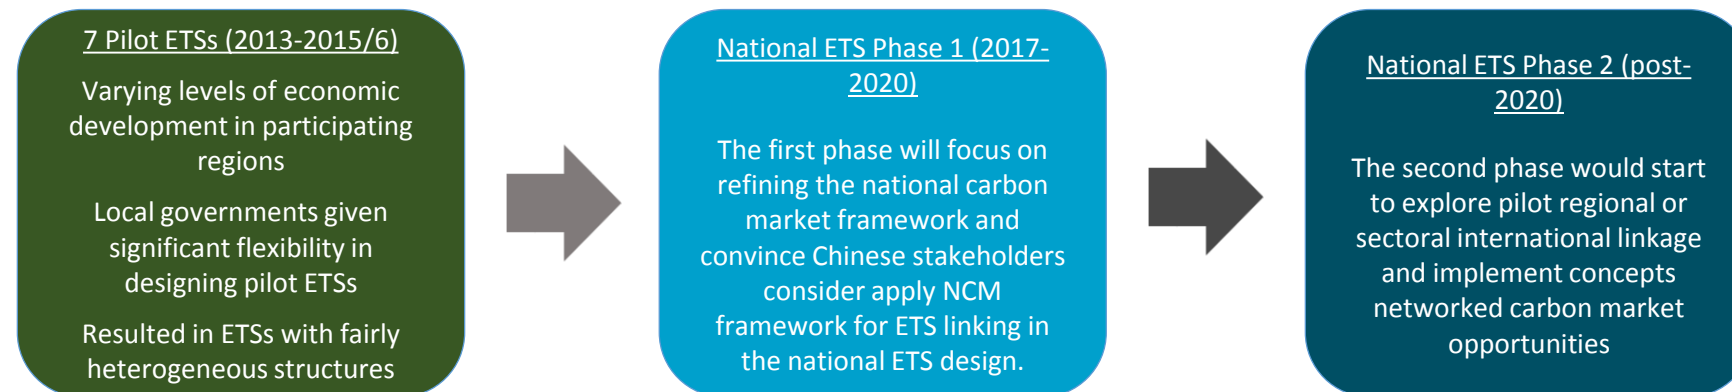 7 Pilot ETSs (2013-2015/6)
Varying levels of economic
development in participating
regions
Local governments given
significant flexibility in
designing pilot ETSs
Resulted in ETSs with fairly
heterogeneous structures
National ETS Phase 1 (2017-
2020)
The first phase will focus on
refining the national carbon
market framework and
convince Chinese stakeholders
consider apply NCM
framework for ETS linking in
the national ETS design.
National ETS Phase 2 (post-
2020)
The second phase would start
to explore pilot regional or
sectoral international linkage
and implement concepts
networked carbon market
opportunities